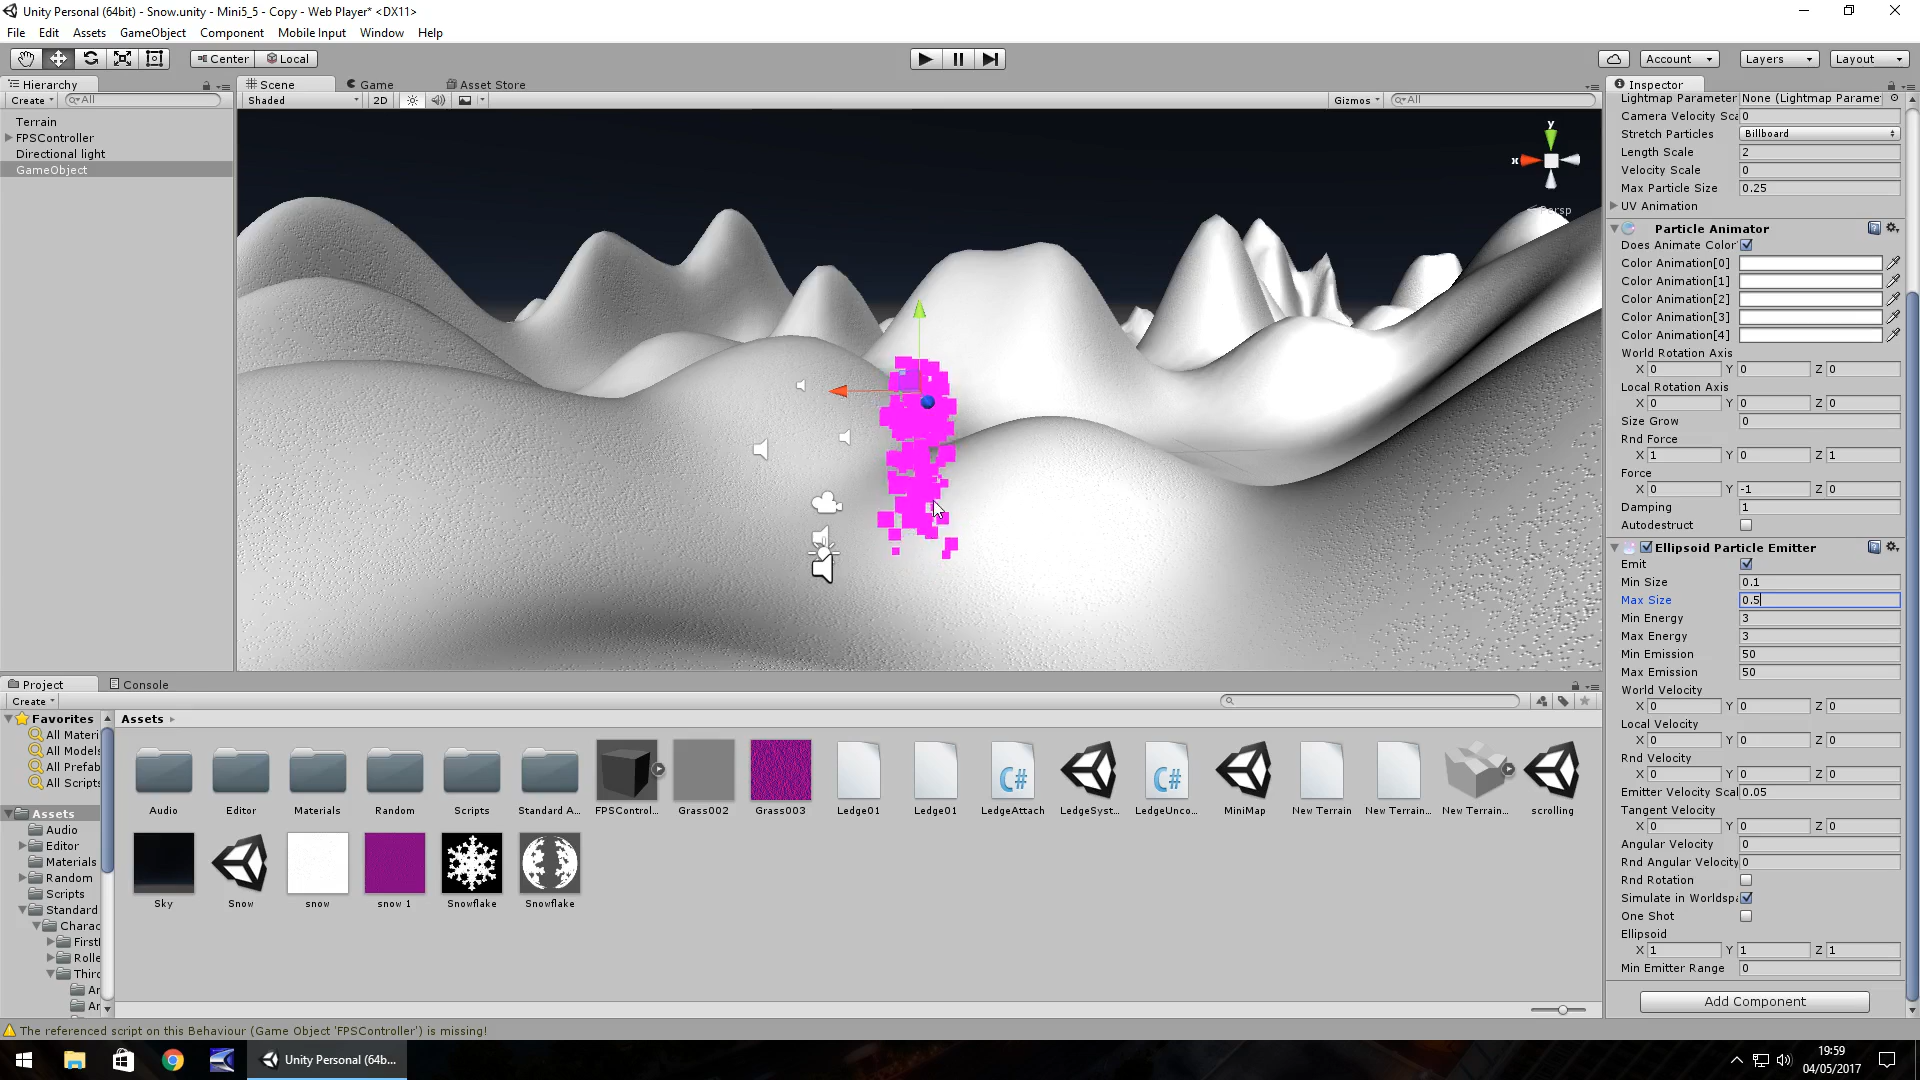 Unity Personal (64bit) - Snow.unity - Mini5_5 - Copy - Web Player* <DX11>
File Edit Assets GameObject Component Mobile Input Window Help
Center Local Account Layers Layout
Hierarchy
Create All
Terrain
FPSController
Directional light
GameObject
Scene Game Asset Store
Shaded 2D Gizmos All
y
x
Persp
Inspector
Lightmap Parameter None (Lightmap Parame
Camera Velocity Sca 0
Stretch Particles Billboard
Length Scale 2
Velocity Scale 0
Max Particle Size 0.25
UV Animation
Particle Animator
Does Animate Color
Color Animation[0]
Color Animation[1]
Color Animation[2]
Color Animation[3]
Color Animation[4]
World Rotation Axis
X 0 Y 0 Z 0
Local Rotation Axis
X 0 Y 0 Z 0
Size Grow 0
Rnd Force
X 1 Y 0 Z 1
Force
X 0 Y -1 Z 0
Damping 1
Autodestruct
Ellipsoid Particle Emitter
Emit
Min Size 0.1
Max Size 0.5
Min Energy 3
Max Energy 3
Min Emission 50
Max Emission 50
World Velocity
X 0 Y 0 Z 0
Local Velocity
X 0 Y 0 Z 0
Rnd Velocity
X 0 Y 0 Z 0
Emitter Velocity Scal 0.05
Tangent Velocity
X 0 Y 0 Z 0
Angular Velocity 0
Rnd Angular Velocity 0
Rnd Rotation
Simulate in Worldspa
One Shot
Ellipsoid
X 1 Y 1 Z 1
Min Emitter Range 0
Add Component
Project Console
Create
Favorites
All Materi
All Models
All Prefab
All Scripts
Assets
Audio
Editor
Materials
Random
Scripts
Standard
Charac
FirstI
Rolle
Third
Ar
Ar
Assets
Audio Editor Materials Random Scripts Standard A... FPSControl... Grass002 Grass003 Ledge01 Ledge01 LedgeAttach LedgeSyst... LedgeUnco... MiniMap New Terrain New Terrain... New Terrain... scrolling
C# C#
Sky Snow snow snow 1 Snowflake Snowflake
The referenced script on this Behaviour (Game Object 'FPSController') is missing!
Unity Personal (64b...
19:59
04/05/2017